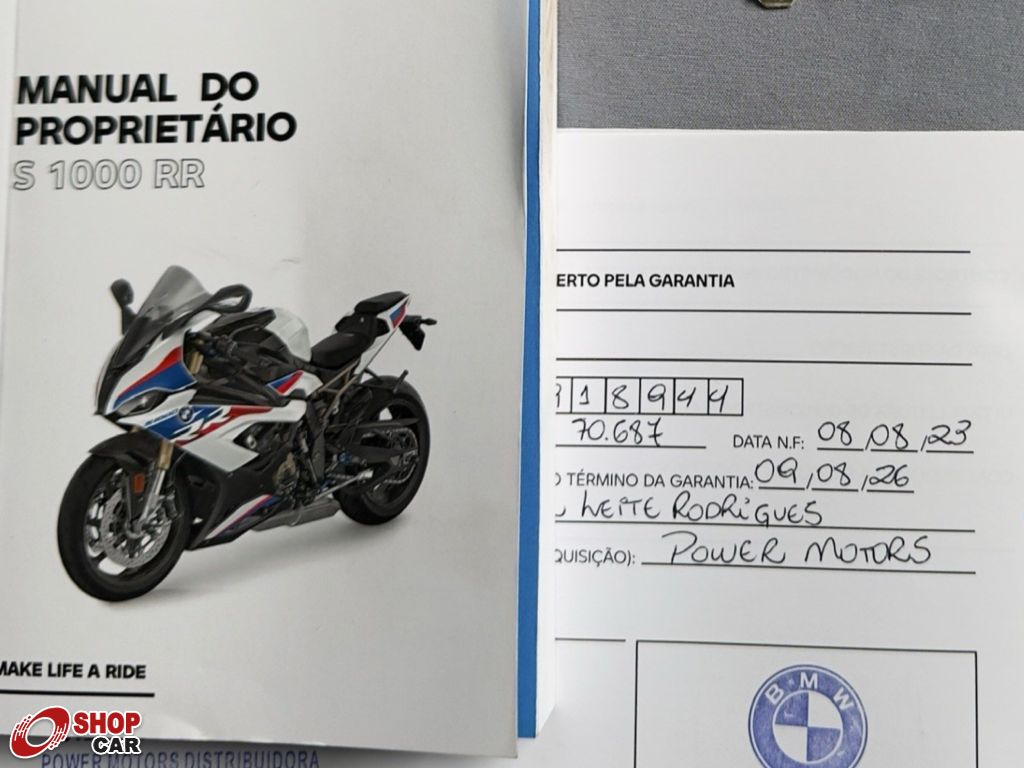 MANUAL DO
PROPRIETÁRIO
S 1000 RR
MAKE LIFE A RIDE
SHOP
CAR
POWER MOTORS DISTRIBUIDORA
ERTO PELA GARANTIA
18944
70.687 DATA N.F: 08,08,23
O TÉRMINO DA GARANTIA: 09,08,26
LEITE RODRIGUES
QUISIÇÃO): POWER MOTORS
BMW